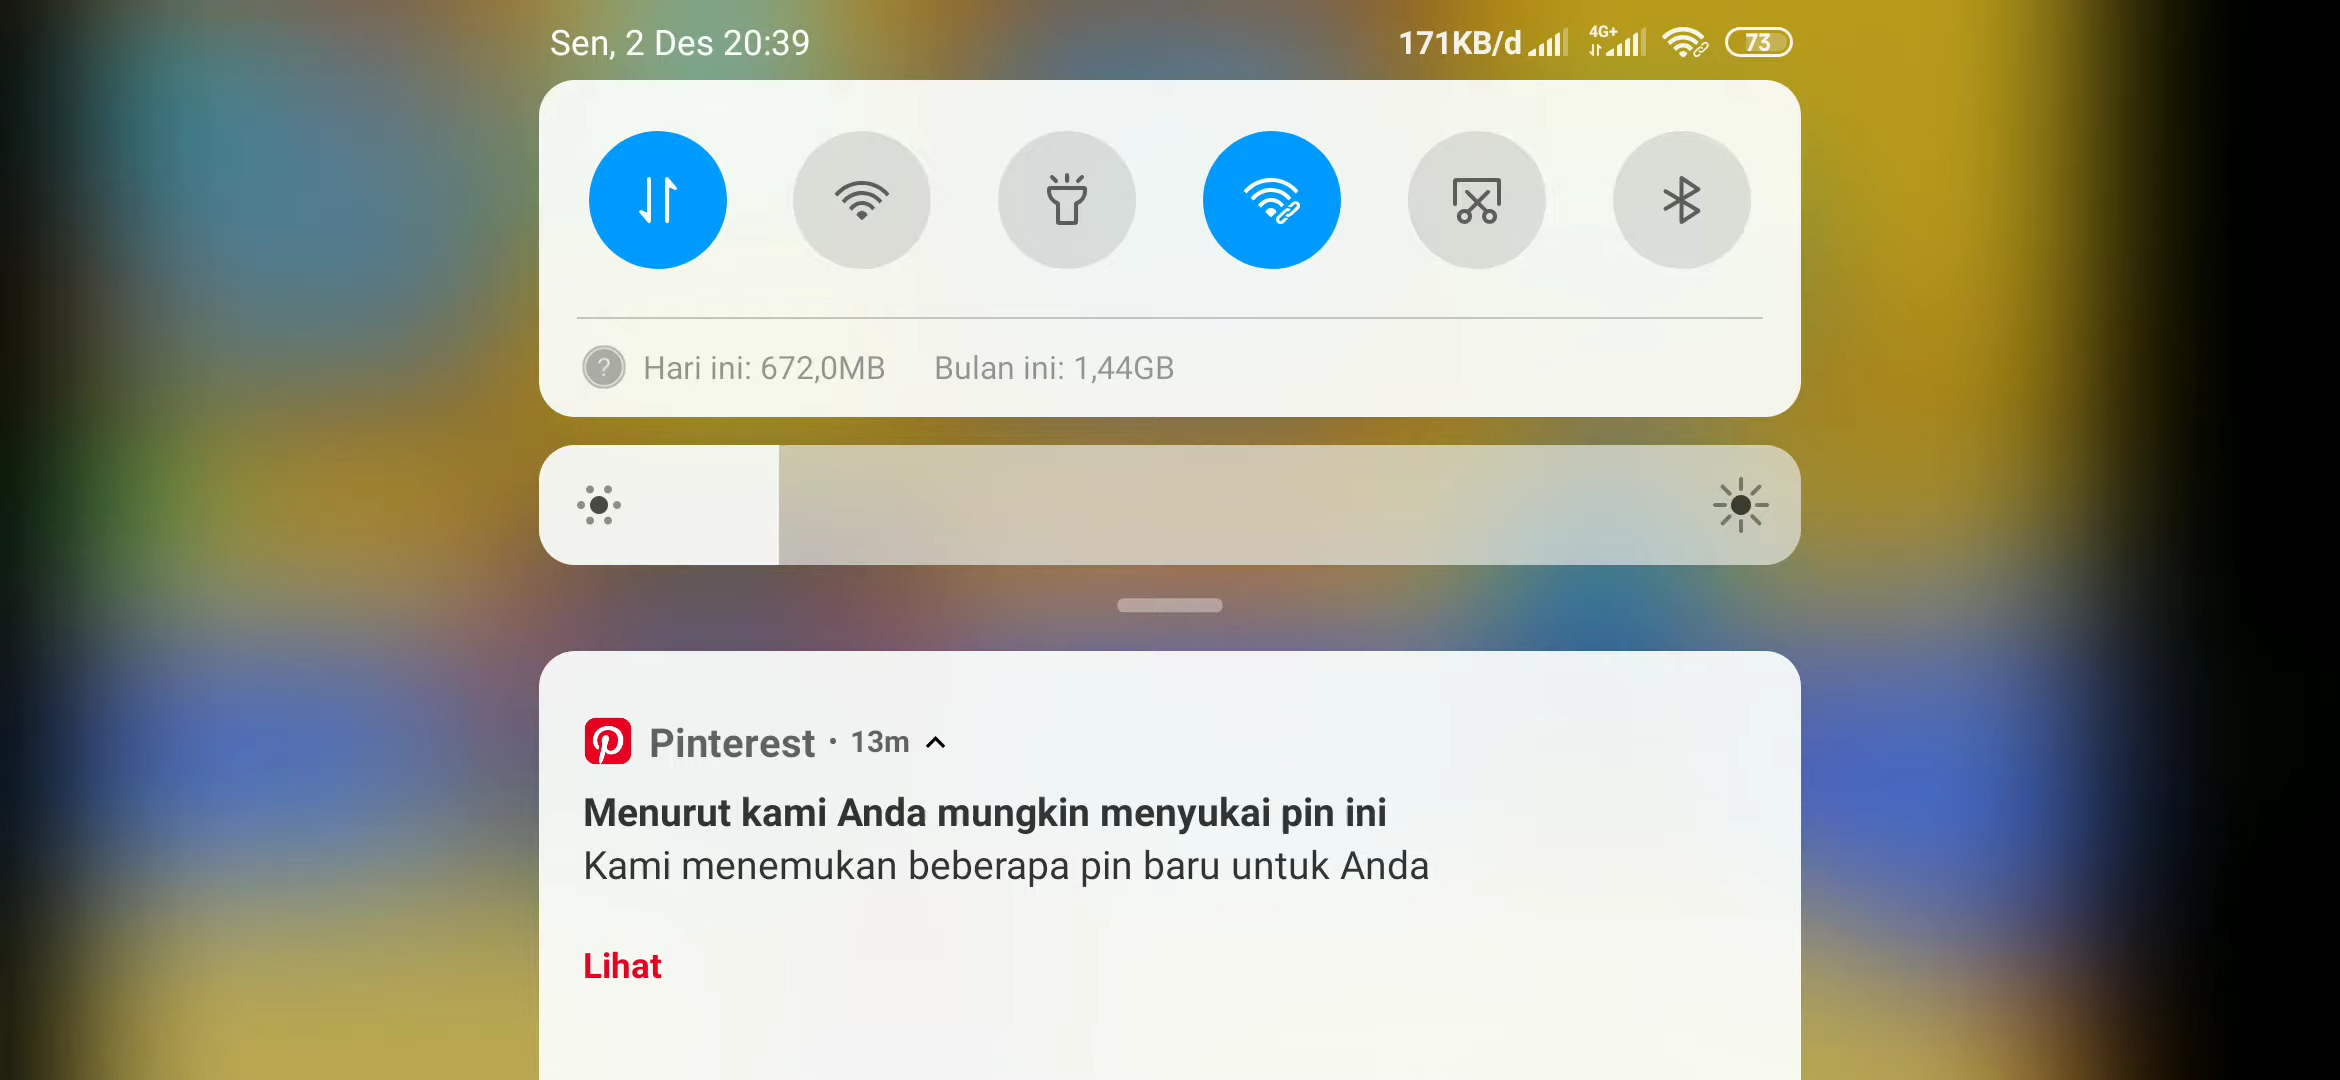 Sen, 2 Des 20:39
171KB/d 4G+ 73
Hari ini: 672,0MB Bulan ini: 1,44GB
Pinterest · 13m
Menurut kami Anda mungkin menyukai pin ini
Kami menemukan beberapa pin baru untuk Anda
Lihat